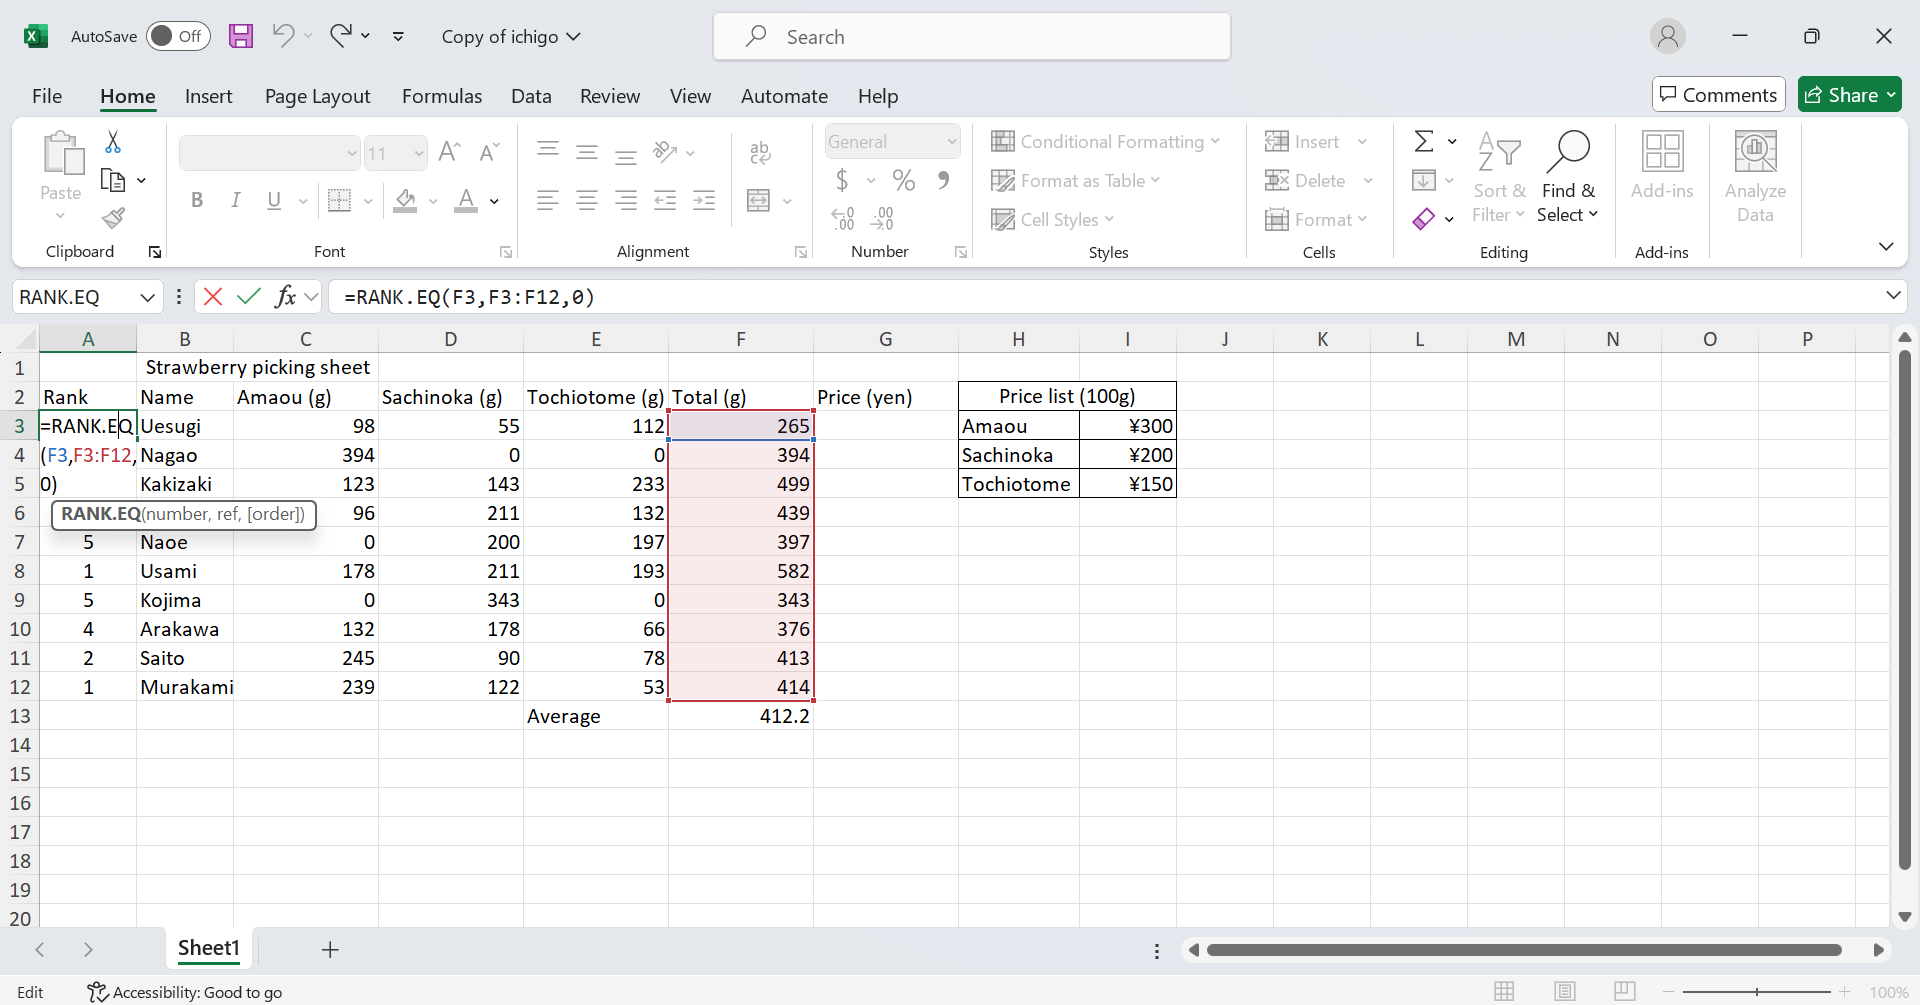 AutoSave Off Copy of ichigo Search
File Home Insert Page Layout Formulas Data Review View Automate Help Comments Share
Paste 11 General Conditional Formatting Format as Table Cell Styles Insert Delete Format Sort & Filter Find & Select Add-ins Analyze Data
Clipboard Font Alignment Number Styles Cells Editing Add-ins
RANK.EQ =RANK.EQ(F3,F3:F12,0)
A B C D E F G H I J K L M N O P
1 Strawberry picking sheet
2 Rank Name Amaou (g) Sachinoka (g) Tochiotome (g) Total (g) Price (yen) Price list (100g)
3 =RANK.EQ Uesugi 98 55 112 265 Amaou ¥300
4 (F3,F3:F12, Nagao 394 0 0 394 Sachinoka ¥200
5 0) Kakizaki 123 143 233 499 Tochiotome ¥150
6 RANK.EQ(number, ref, [order]) 96 211 132 439
7 5 Naoe 0 200 197 397
8 1 Usami 178 211 193 582
9 5 Kojima 0 343 0 343
10 4 Arakawa 132 178 66 376
11 2 Saito 245 90 78 413
12 1 Murakami 239 122 53 414
13 Average 412.2
14
15
16
17
18
19
20
Sheet1
Edit Accessibility: Good to go 100%